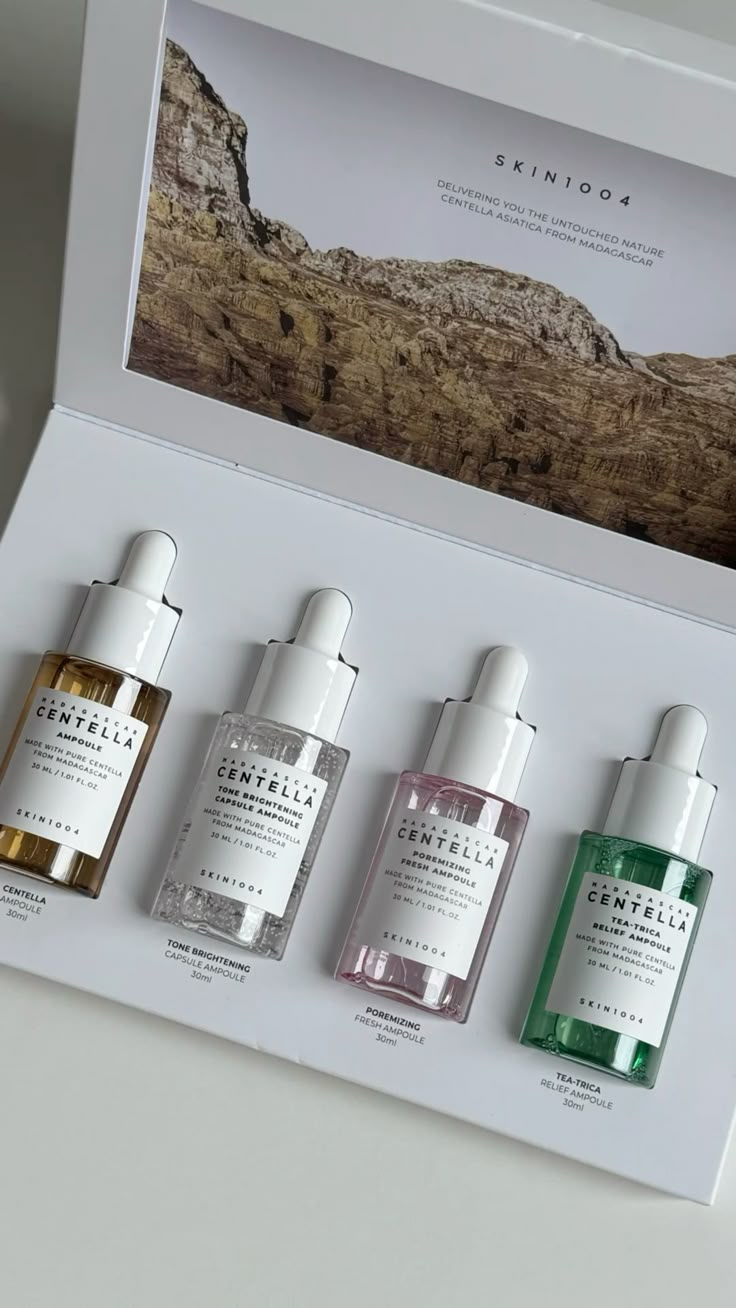 SKIN1004
DELIVERING YOU THE UNTOUCHED NATURE
CENTELLA ASIATICA FROM MADAGASCAR
MADAGASCAR
CENTELLA
AMPOULE
MADE WITH PURE CENTELLA
FROM MADAGASCAR
30 ML / 1.01 FL.OZ.
SKIN1004
CENTELLA
AMPOULE
30ml
MADAGASCAR
CENTELLA
TONE BRIGHTENING
CAPSULE AMPOULE
MADE WITH PURE CENTELLA
FROM MADAGASCAR
30 ML / 1.01 FL.OZ.
SKIN1004
TONE BRIGHTENING
CAPSULE AMPOULE
30ml
MADAGASCAR
CENTELLA
POREMIZING
FRESH AMPOULE
MADE WITH PURE CENTELLA
FROM MADAGASCAR
30 ML / 1.01 FL.OZ.
SKIN1004
POREMIZING
FRESH AMPOULE
30ml
MADAGASCAR
CENTELLA
TEA-TRICA
RELIEF AMPOULE
MADE WITH PURE CENTELLA
FROM MADAGASCAR
30 ML / 1.01 FL.OZ.
SKIN1004
TEA-TRICA
RELIEF AMPOULE
30ml